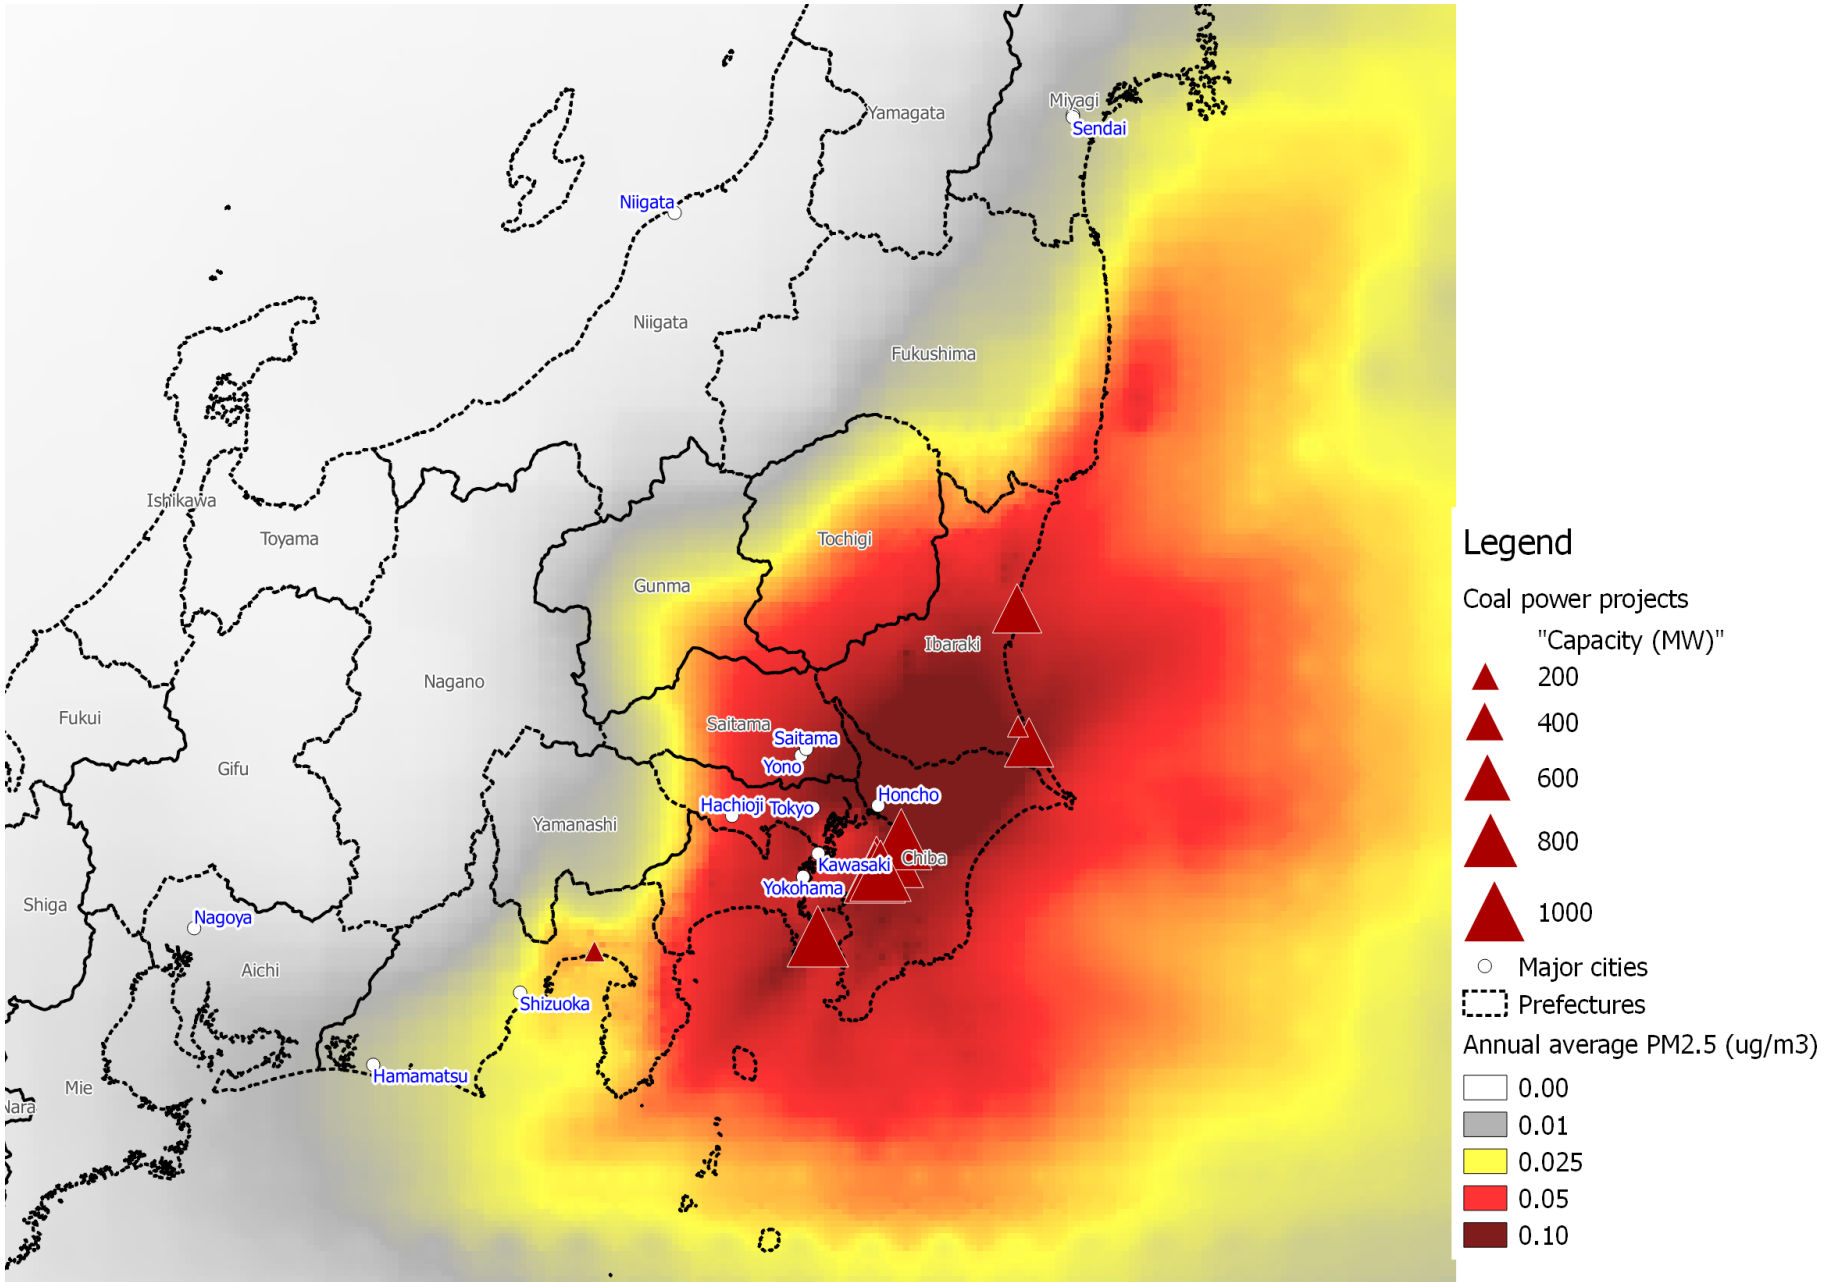 Miyagi
Yamagata
Sendai
Niigata
Niigata
Fukushima
Ishikawa
Toyama
Tochigi
Gunma
Ibaraki
Nagano
Fukui
Saitama
Saitama
Yono
Gifu
Hachioji
Tokyo
Honcho
Yamanashi
Chiba
Kawasaki
Yokohama
Shiga
Nagoya
Aichi
Shizuoka
Hamamatsu
Mie
Nara
Legend
Coal power projects
"Capacity (MW)"
200
400
600
800
1000
Major cities
Prefectures
Annual average PM2.5 (ug/m3)
0.00
0.01
0.025
0.05
0.10